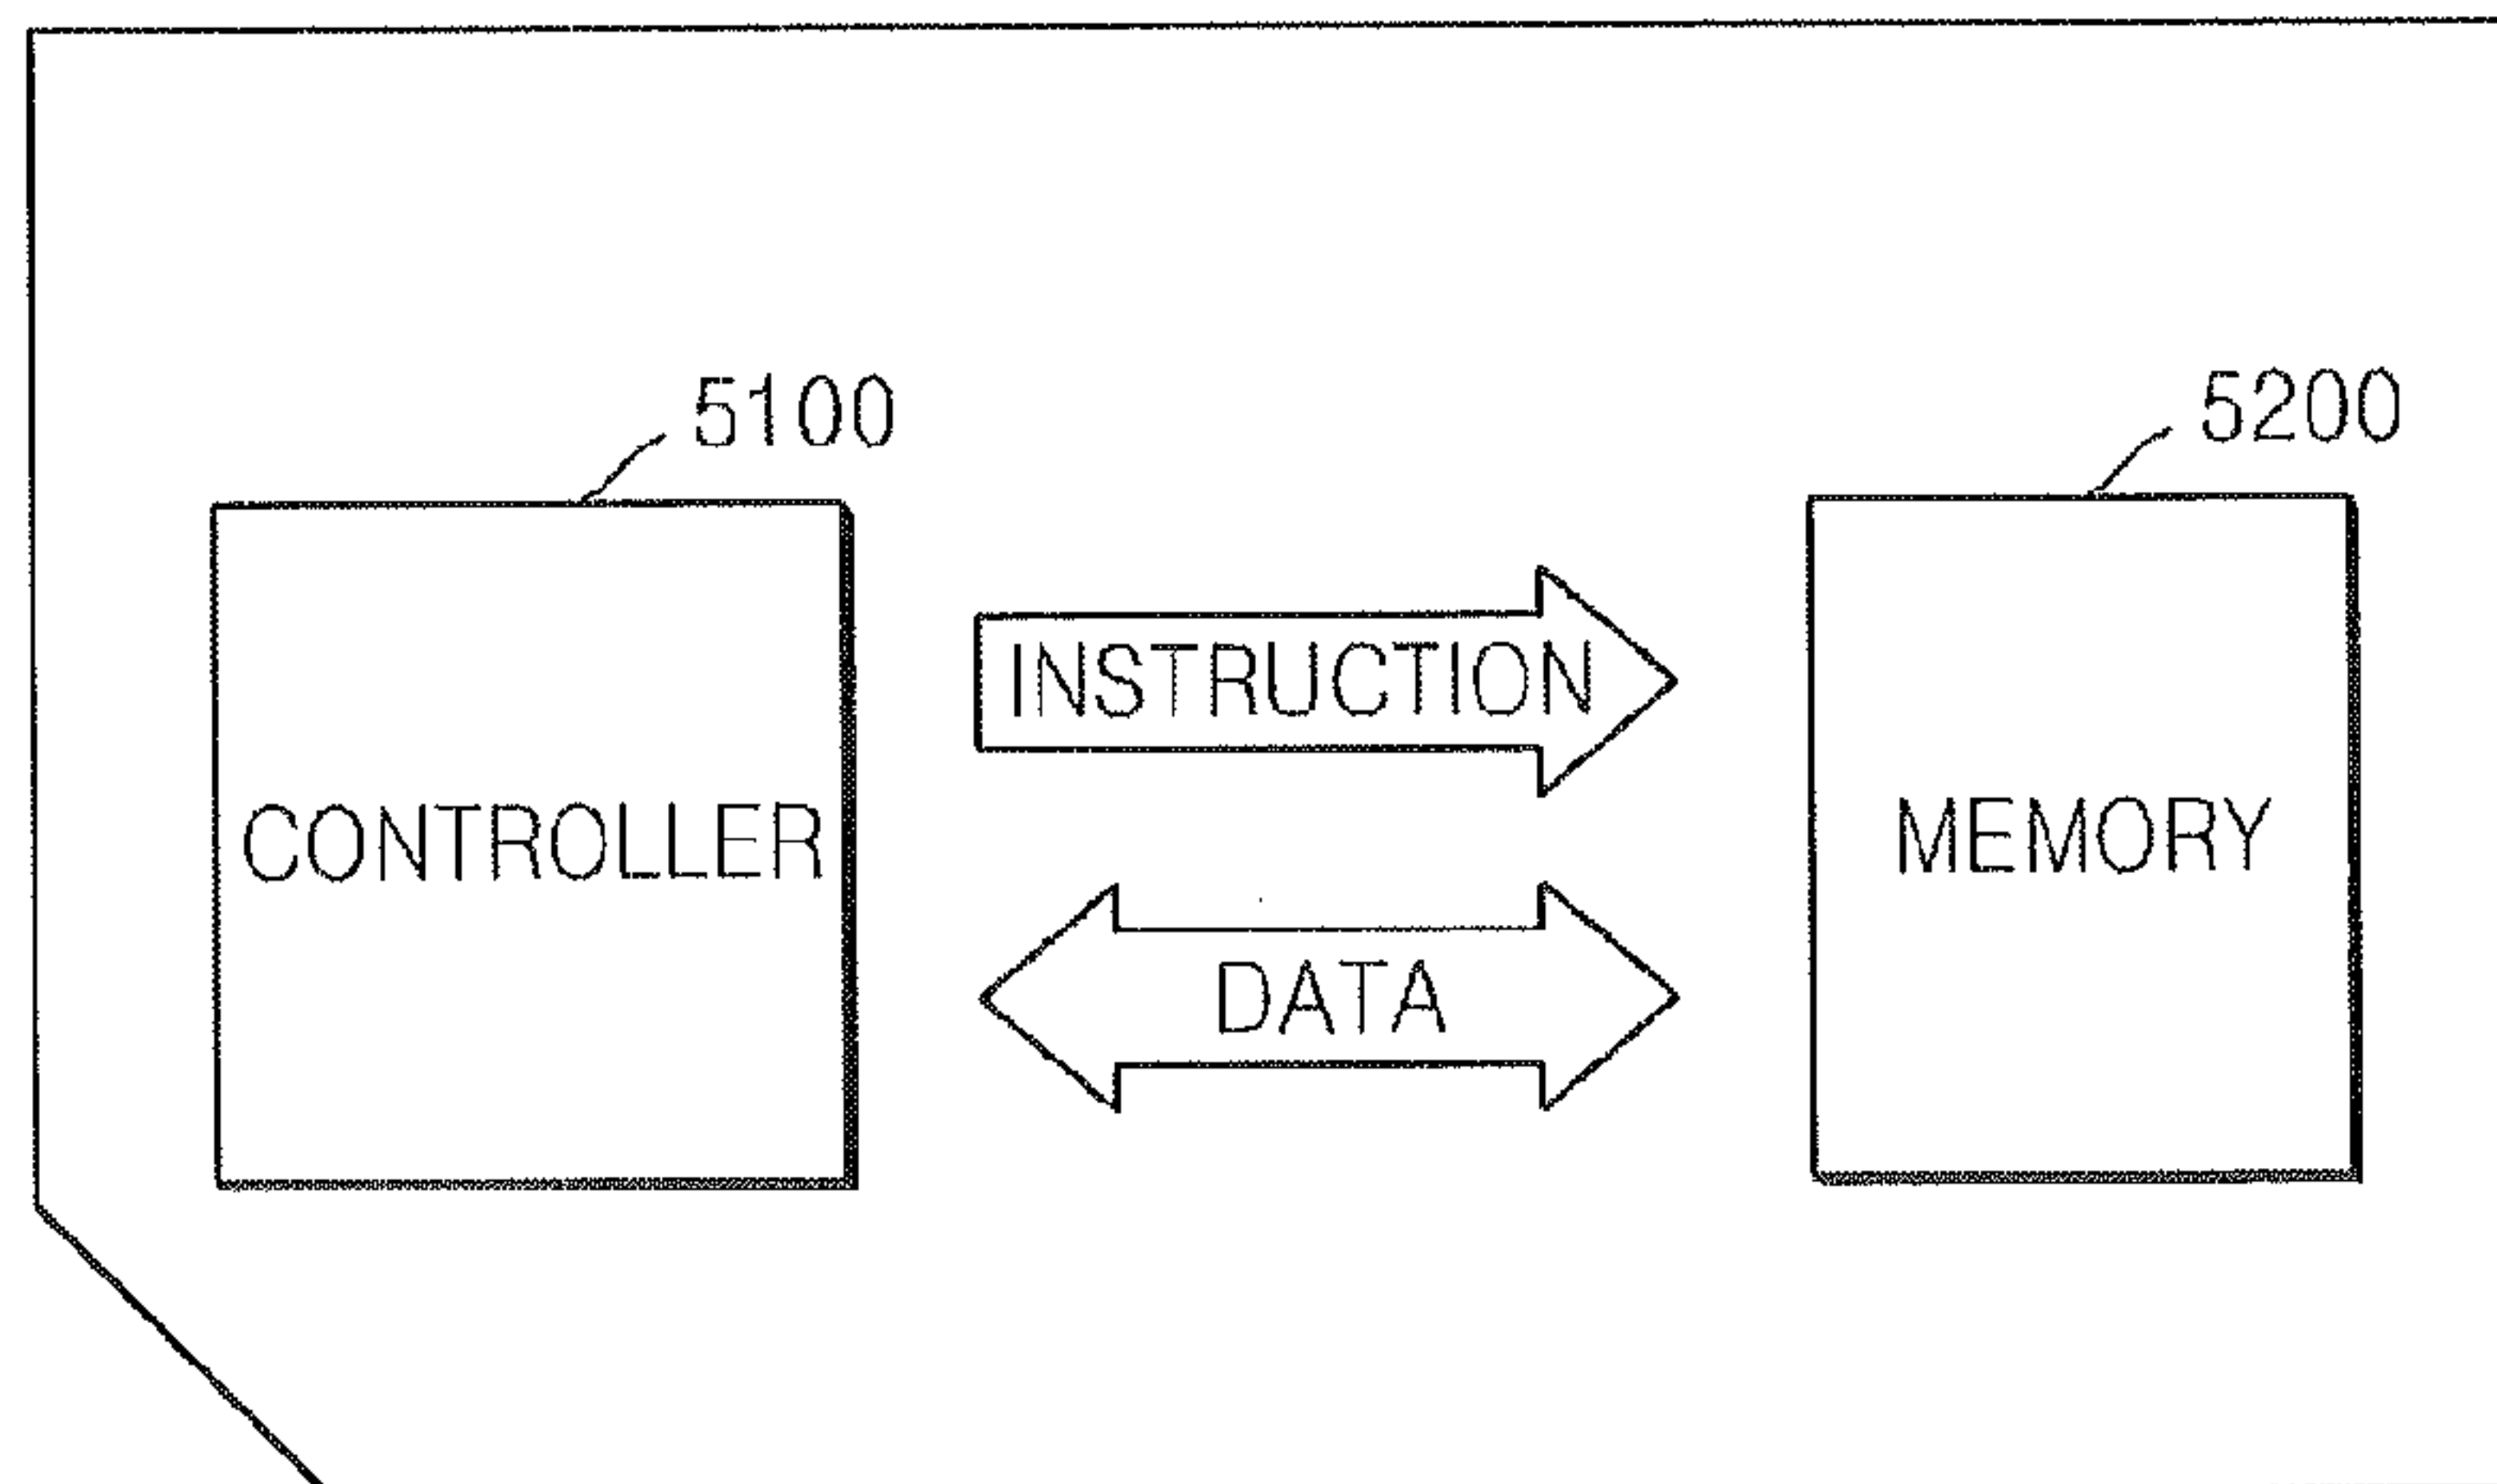 5100
5200
INSTRUCTION
CONTROLLER
MEMORY
DATA